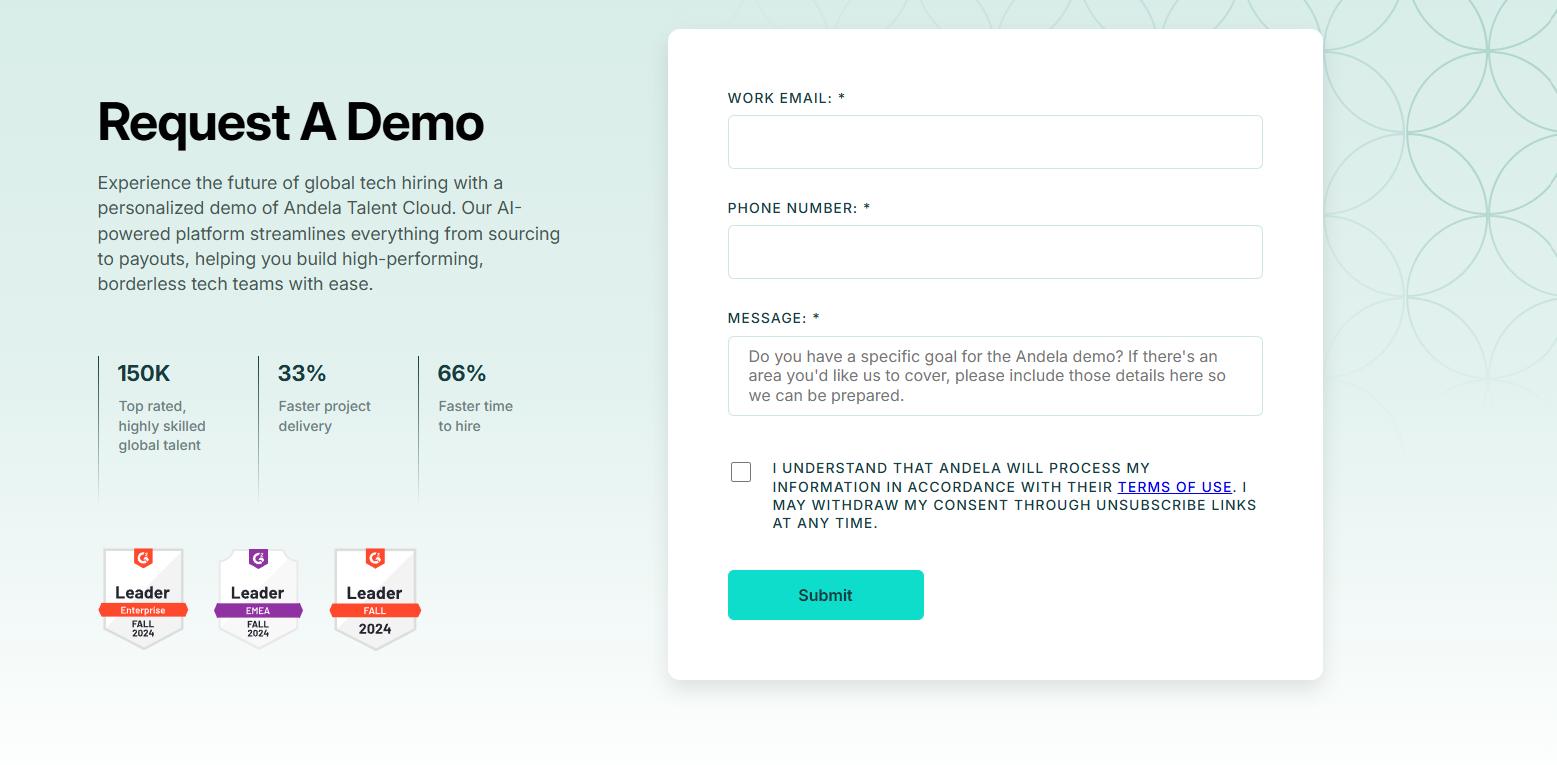 Request A Demo
Experience the future of global tech hiring with a
personalized demo of Andela Talent Cloud. Our AI-
powered platform streamlines everything from sourcing
to payouts, helping you build high-performing,
borderless tech teams with ease.
150K
Top rated,
highly skilled
global talent
33%
Faster project
delivery
66%
Faster time
to hire
Leader
Enterprise
FALL
2024
Leader
EMEA
FALL
2024
Leader
FALL
2024
WORK EMAIL: *
PHONE NUMBER: *
MESSAGE: *
Do you have a specific goal for the Andela demo? If there's an
area you'd like us to cover, please include those details here so
we can be prepared.
I UNDERSTAND THAT ANDELA WILL PROCESS MY
INFORMATION IN ACCORDANCE WITH THEIR TERMS OF USE. I
MAY WITHDRAW MY CONSENT THROUGH UNSUBSCRIBE LINKS
AT ANY TIME.
Submit